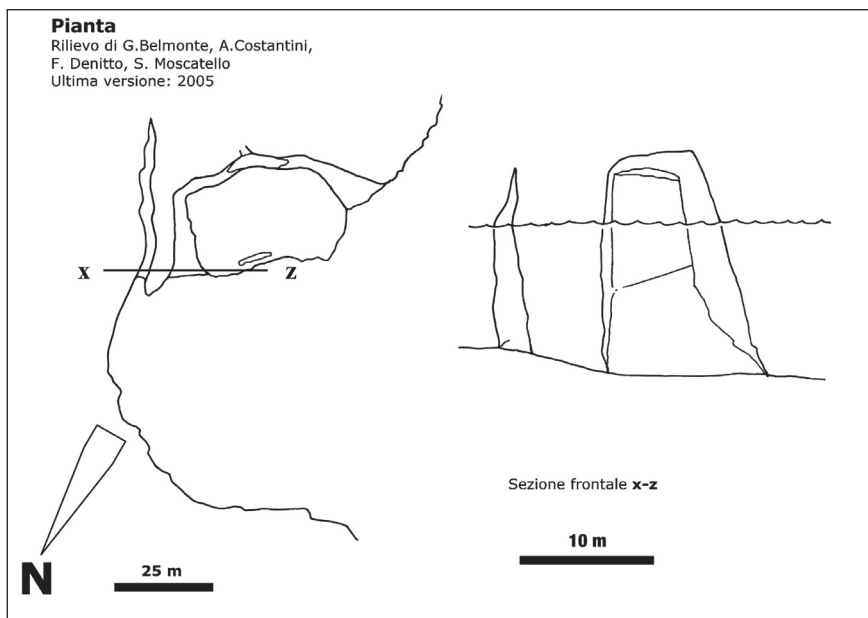 Pianta
Rilievo di G.Belmonte, A.Costantini,
F. Denitto, S. Moscatello
Ultima versione: 2005
x z
Sezione frontale x-z
10 m
25 m
N